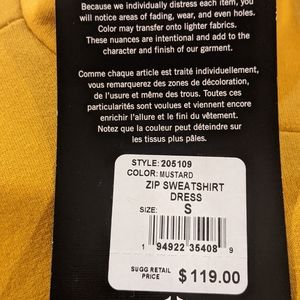 Because we individually distress each item, you
will notice areas of fading, wear, and even holes.
Color may transfer onto lighter fabrics.
These nuances are intentional and add to the
character and finish of our garment.
Comme chaque article est traité individuellement,
vous remarquerez des zones de décoloration,
de l'usure et même des trous. Toutes ces
particularités sont voulues et viennent encore
enrichir l'allure et le fini du vêtement.
Notez que la couleur peut déteindre sur
les tissus plus pâles.
STYLE: 205109
COLOR: MUSTARD
ZIP SWEATSHIRT
DRESS
SIZE: S
1 94922 35408 9
SUGG RETAIL
PRICE $119.00